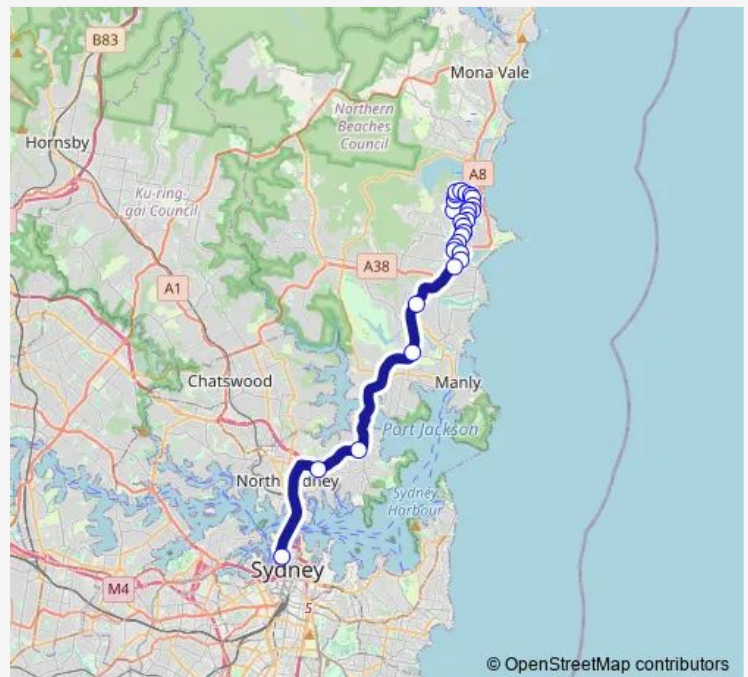 B83
Mona Vale
Northern
Beaches
Council
Hornsby
A8
Ku-ring-
gai Council
A38
A1
Chatswood
Manly
Port Jackson
North Sydney
Sydney
Harbour
Sydney
M4
5
© OpenStreetMap contributors